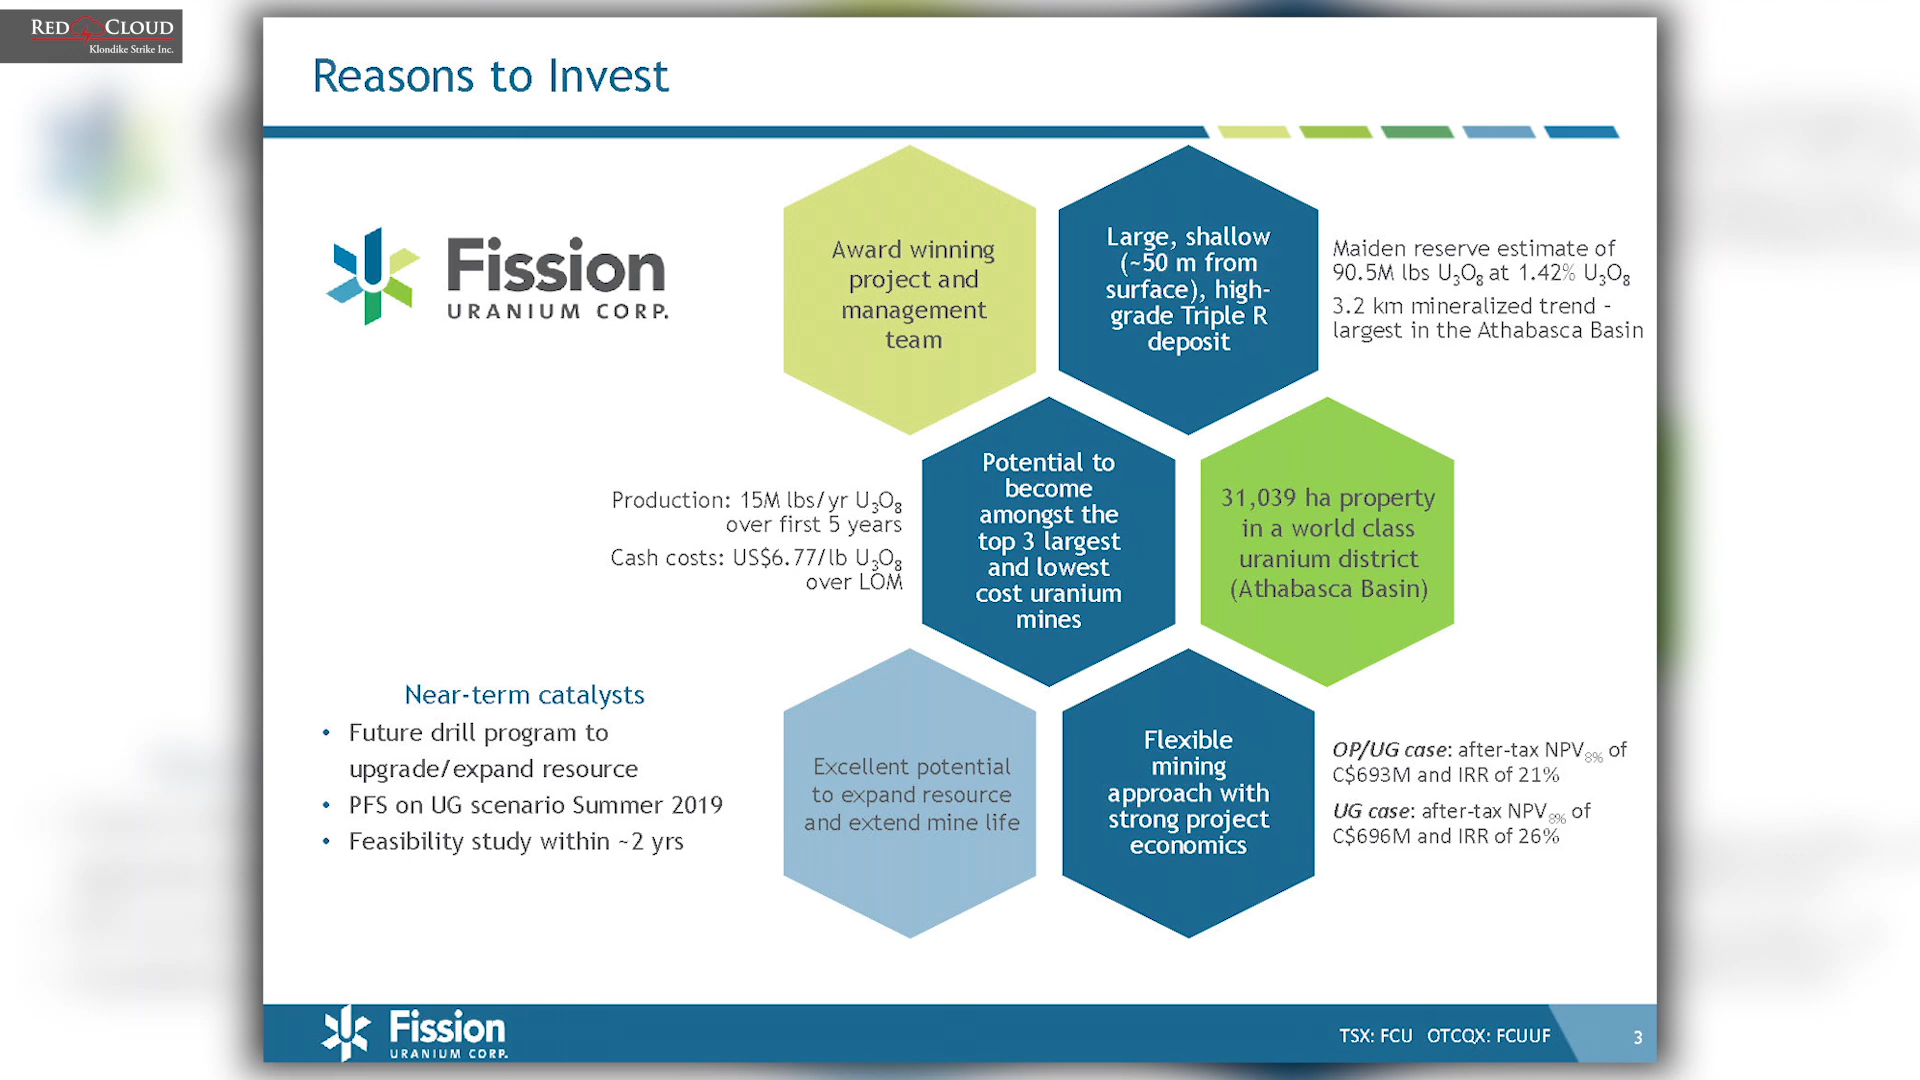 RED CLOUD
Klondike Strike Inc.
Reasons to Invest
Fission
URANIUM CORP.
Award winning
project and
management
team
Large, shallow
(~50 m from
surface), high-
grade Triple R
deposit
Maiden reserve estimate of
90.5M lbs U₃O₈ at 1.42% U₃O₈
3.2 km mineralized trend -
largest in the Athabasca Basin
Production: 15M lbs/yr U₃O₈
over first 5 years
Cash costs: US$6.77/lb U₃O₈
over LOM
Potential to
become
amongst the
top 3 largest
and lowest
cost uranium
mines
31,039 ha property
in a world class
uranium district
(Athabasca Basin)
Near-term catalysts
• Future drill program to
upgrade/expand resource
• PFS on UG scenario Summer 2019
• Feasibility study within ~2 yrs
Excellent potential
to expand resource
and extend mine life
Flexible
mining
approach with
strong project
economics
OP/UG case: after-tax NPV₈% of
C$693M and IRR of 21%
UG case: after-tax NPV₈% of
C$696M and IRR of 26%
Fission
URANIUM CORP.
TSX: FCU OTCQX: FCUUF
3